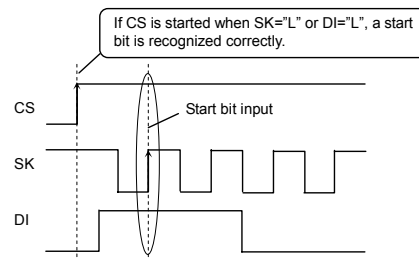 If CS is started when SK=”L” or DI=”L”, a start
bit is recognized correctly.
CS
Start bit input
SK
DI